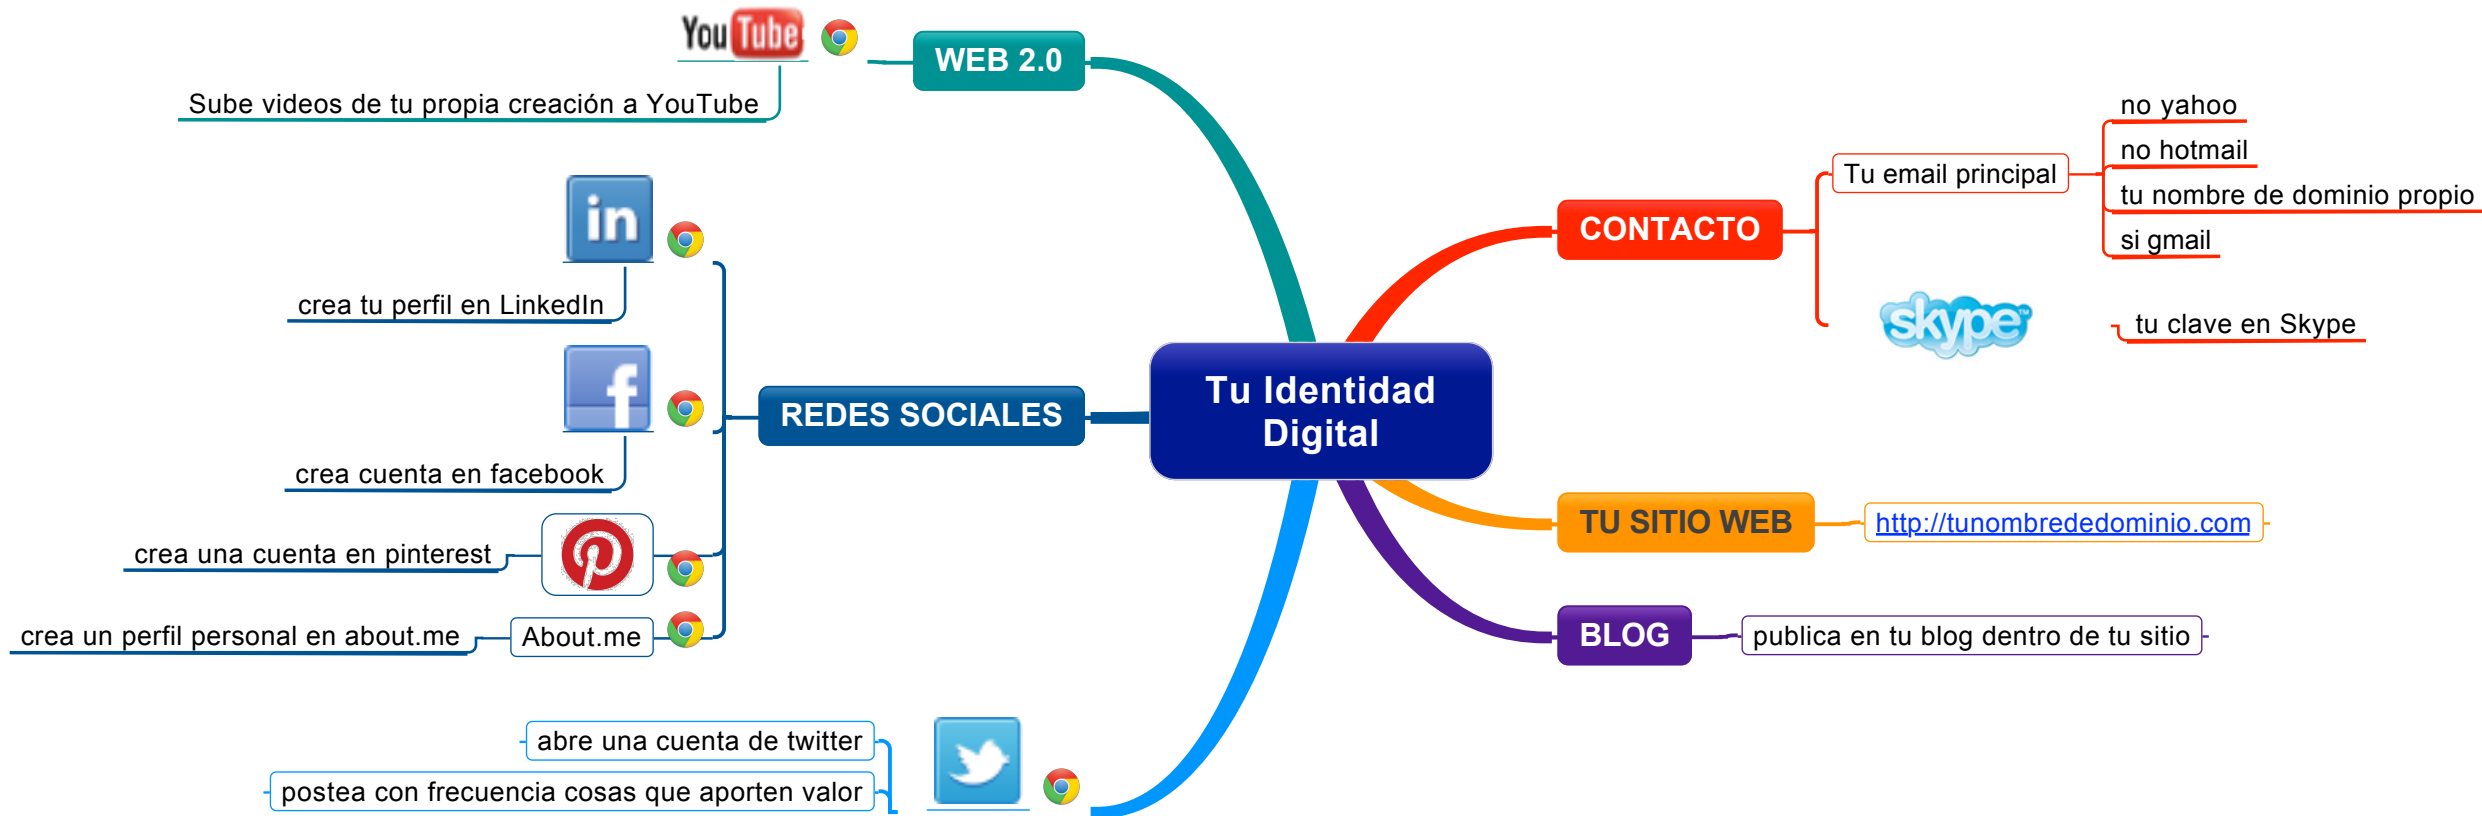 YouTube
WEB 2.0
Sube videos de tu propia creación a YouTube
in
crea tu perfil en LinkedIn
f
crea cuenta en facebook
REDES SOCIALES
crea una cuenta en pinterest
crea un perfil personal en about.me
About.me
abre una cuenta de twitter
postea con frecuencia cosas que aporten valor
Tu Identidad
Digital
CONTACTO
Tu email principal
no yahoo
no hotmail
tu nombre de dominio propio
si gmail
skype™
tu clave en Skype
TU SITIO WEB
http://tunombrededominio.com
BLOG
publica en tu blog dentro de tu sitio